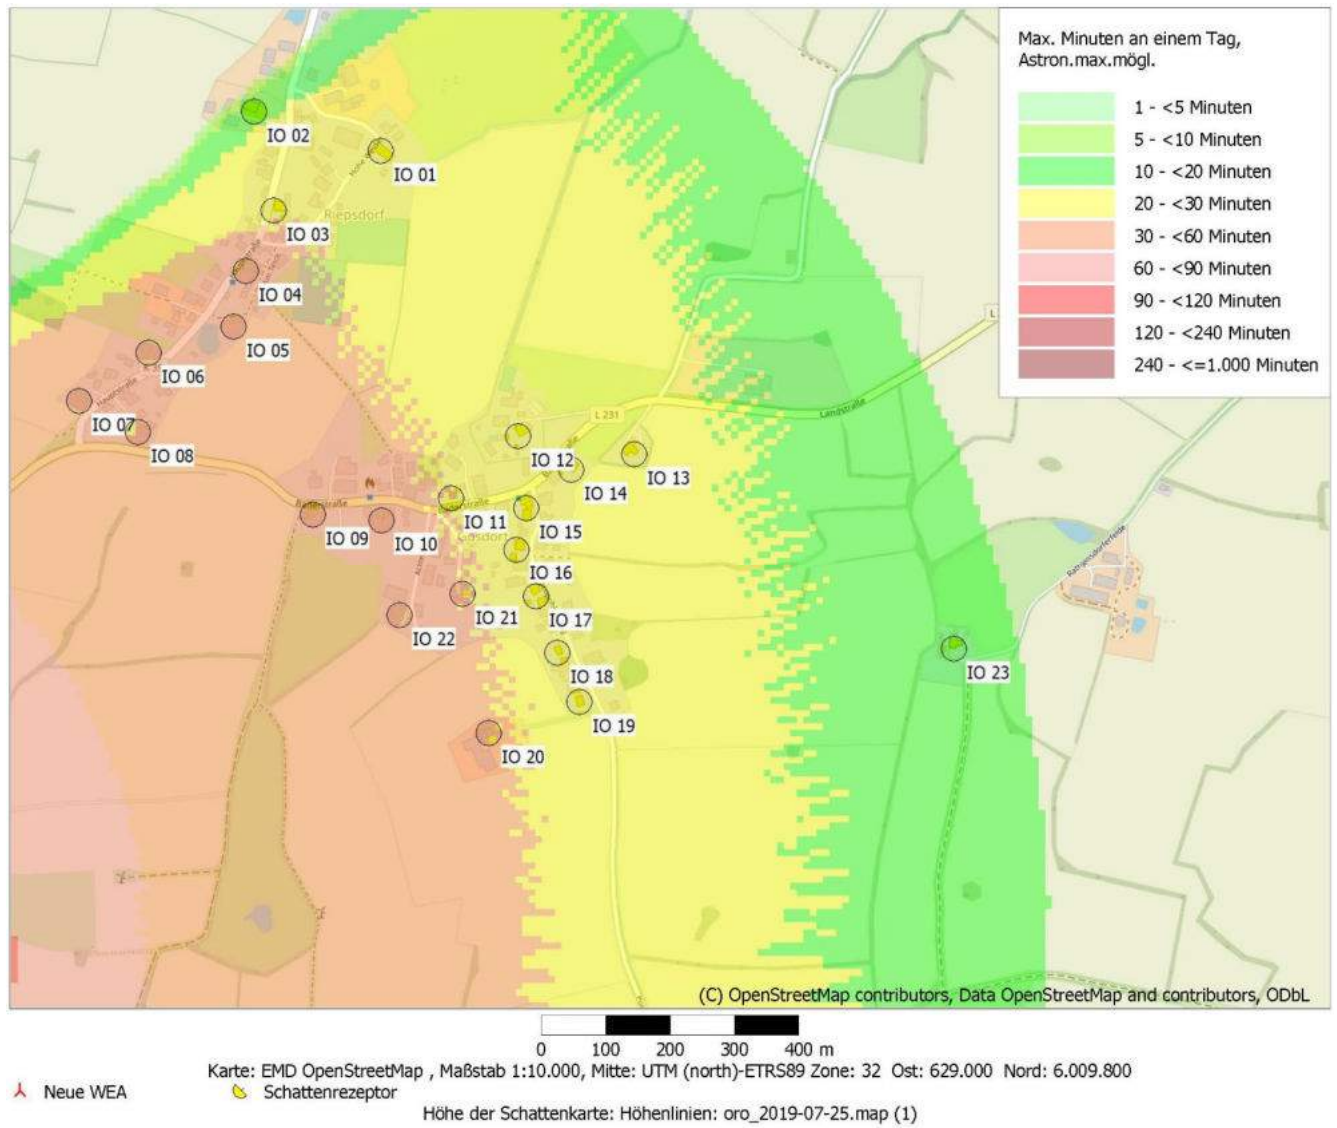 Max. Minuten an einem Tag,
Astron.max.mögl.
1 - <5 Minuten
5 - <10 Minuten
10 - <20 Minuten
20 - <30 Minuten
30 - <60 Minuten
60 - <90 Minuten
90 - <120 Minuten
120 - <240 Minuten
240 - <=1.000 Minuten
IO 02
IO 01
Riepsdorf
IO 03
IO 04
L
IO 05
IO 06
Hauptstraße
IO 07
IO 08
L 231
Landstraße
IO 12
IO 13
IO 14
IO 09
IO 10
IO 11
IO 15
Gosdorf
IO 16
Rathjensdorferfelde
IO 21
IO 17
IO 22
IO 18
IO 23
IO 19
IO 20
(C) OpenStreetMap contributors, Data OpenStreetMap and contributors, ODbL
0 100 200 300 400 m
Karte: EMD OpenStreetMap , Maßstab 1:10.000, Mitte: UTM (north)-ETRS89 Zone: 32 Ost: 629.000 Nord: 6.009.800
Neue WEA Schattenrezeptor
Höhe der Schattenkarte: Höhenlinien: oro_2019-07-25.map (1)